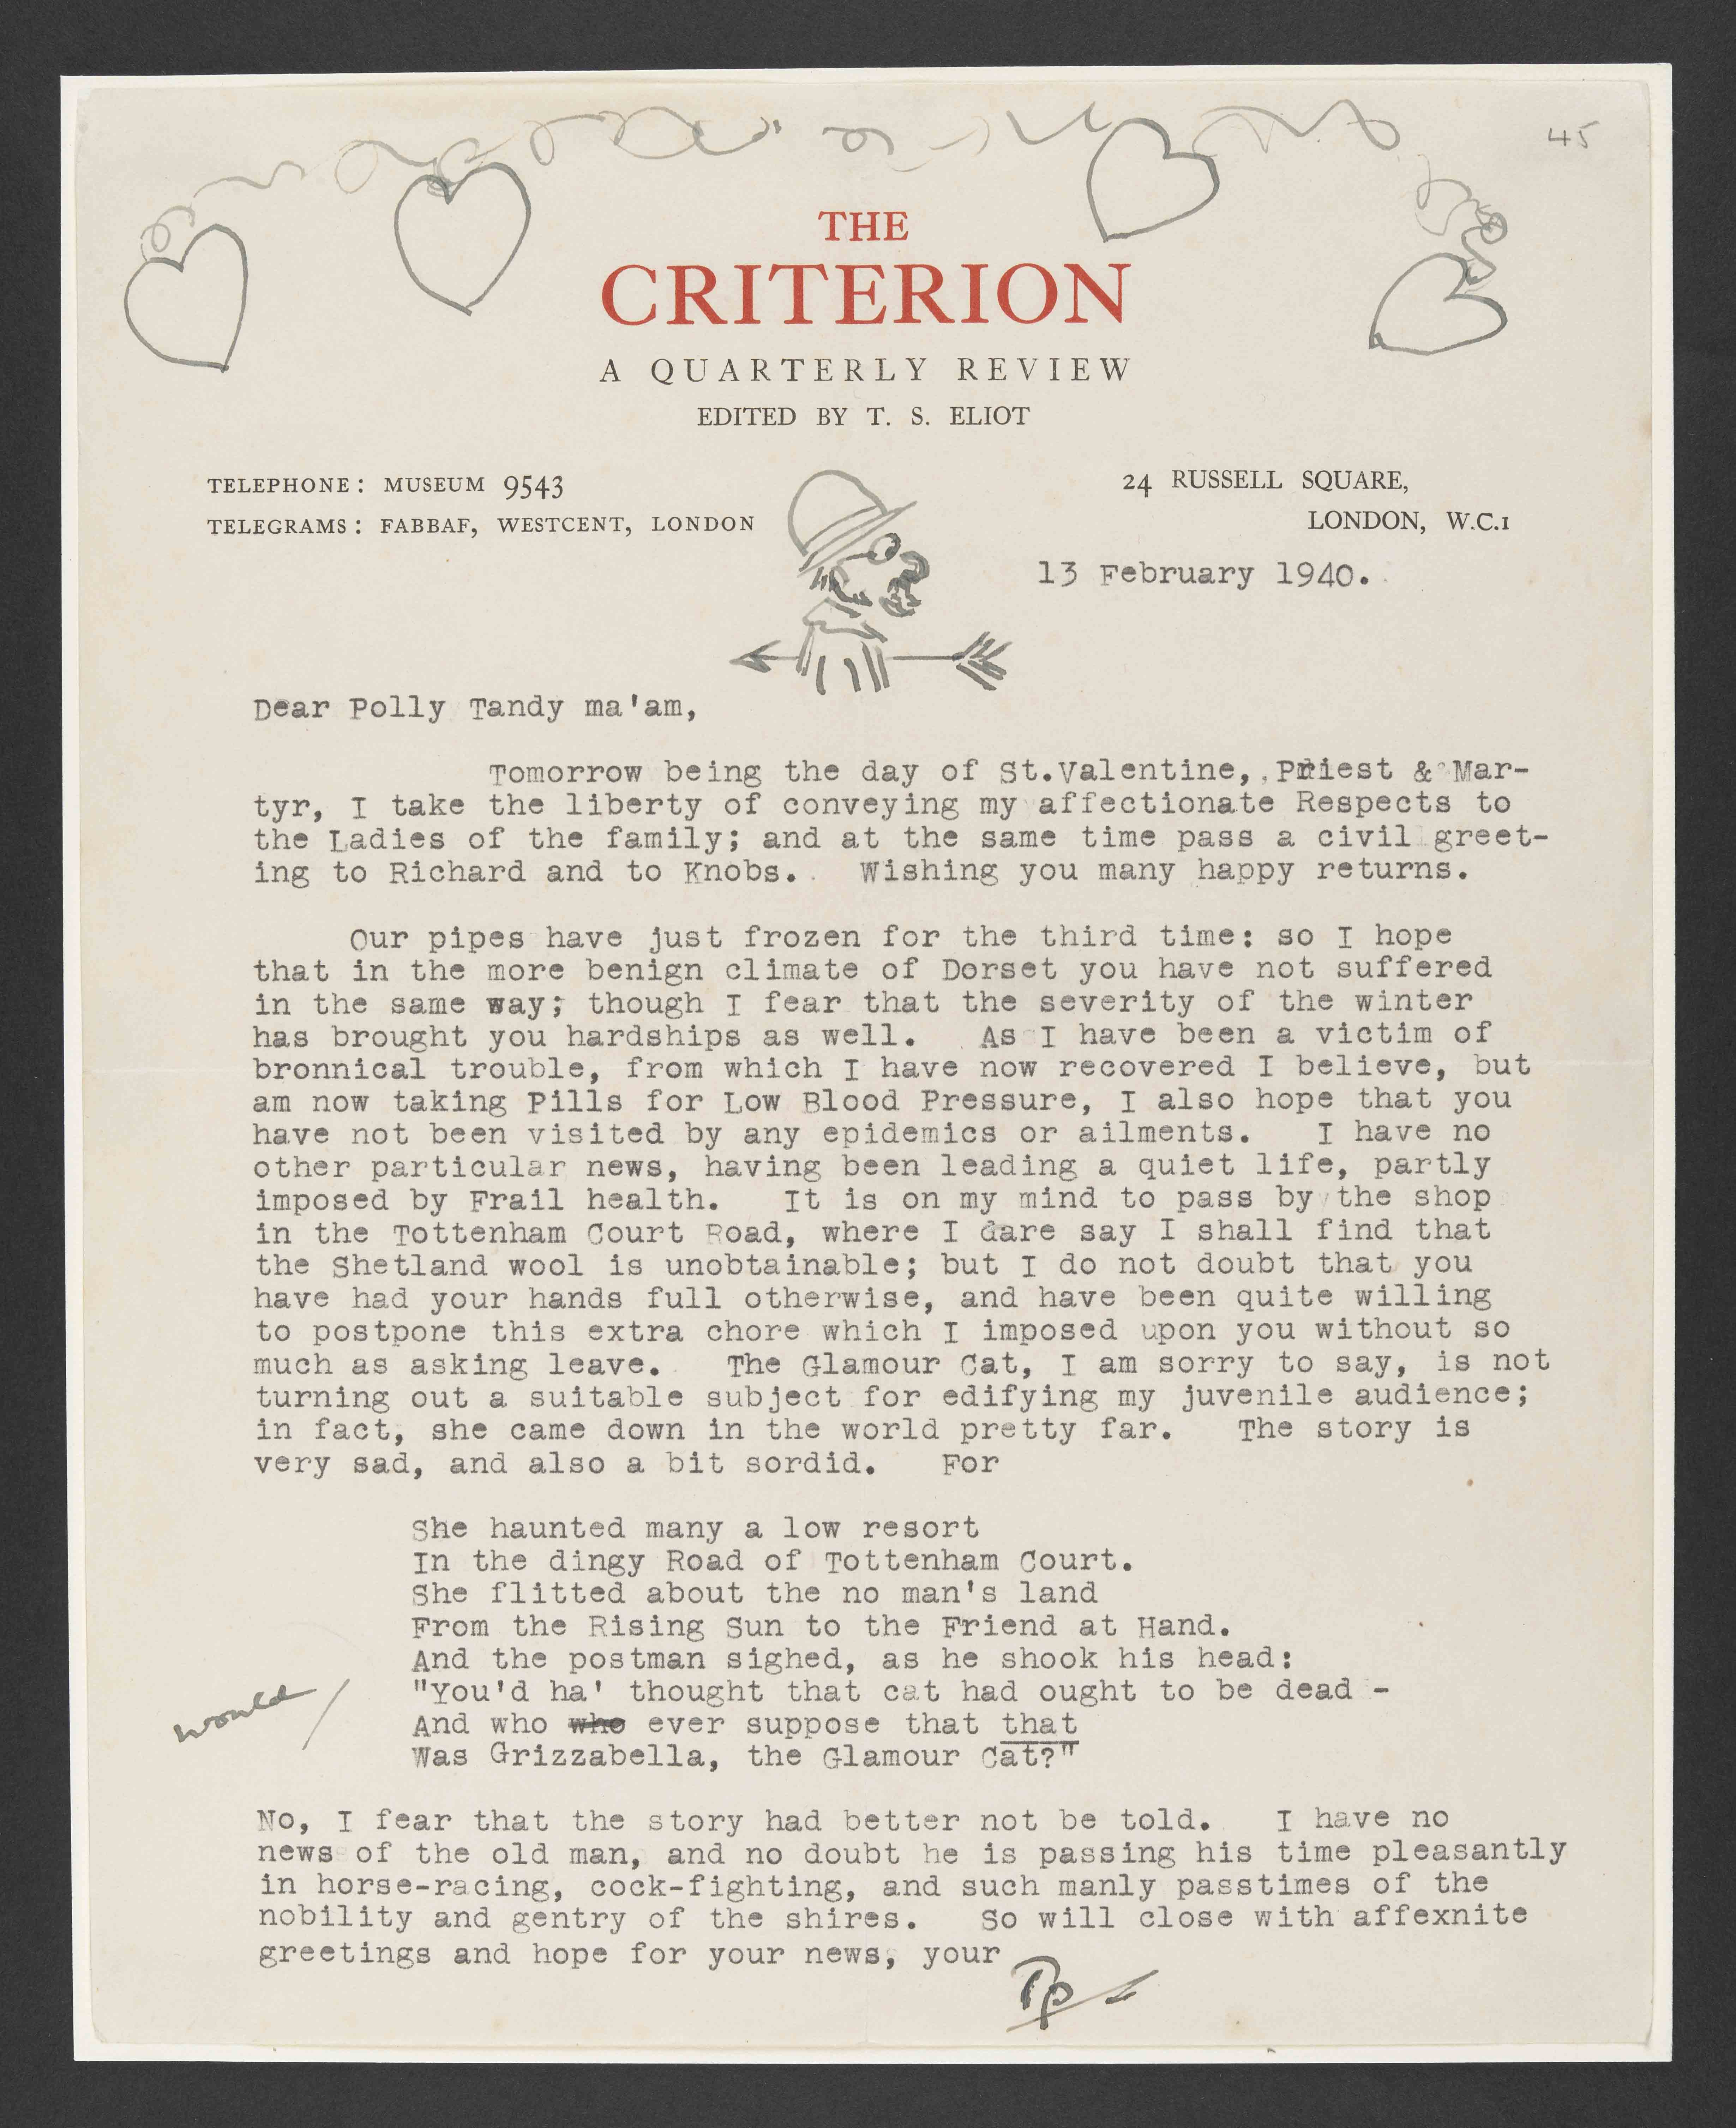 45
THE
CRITERION
A QUARTERLY REVIEW
EDITED BY T. S. ELIOT
TELEPHONE: MUSEUM 9543
TELEGRAMS: FABBAF, WESTCENT, LONDON
24 RUSSELL SQUARE,
LONDON, W.C.1
13 February 1940.
Dear Polly Tandy ma'am,
Tomorrow being the day of St.Valentine, Priest & Mar-
tyr, I take the liberty of conveying my affectionate Respects to
the Ladies of the family; and at the same time pass a civil greet-
ing to Richard and to Knobs. Wishing you many happy returns.
Our pipes have just frozen for the third time: so I hope
that in the more benign climate of Dorset you have not suffered
in the same way; though I fear that the severity of the winter
has brought you hardships as well. As I have been a victim of
bronnical trouble, from which I have now recovered I believe, but
am now taking Pills for Low Blood Pressure, I also hope that you
have not been visited by any epidemics or ailments. I have no
other particular news, having been leading a quiet life, partly
imposed by Frail health. It is on my mind to pass by the shop
in the Tottenham Court Road, where I dare say I shall find that
the Shetland wool is unobtainable; but I do not doubt that you
have had your hands full otherwise, and have been quite willing
to postpone this extra chore which I imposed upon you without so
much as asking leave. The Glamour Cat, I am sorry to say, is not
turning out a suitable subject for edifying my juvenile audience;
in fact, she came down in the world pretty far. The story is
very sad, and also a bit sordid. For
She haunted many a low resort
In the dingy Road of Tottenham Court.
She flitted about the no man's land
From the Rising Sun to the Friend at Hand.
And the postman sighed, as he shook his head:
"You'd ha' thought that cat had ought to be dead -
would / And who who ever suppose that that
Was Grizzabella, the Glamour Cat?"
No, I fear that the story had better not be told. I have no
news of the old man, and no doubt he is passing his time pleasantly
in horse-racing, cock-fighting, and such manly passtimes of the
nobility and gentry of the shires. So will close with affexnite
greetings and hope for your news, your
Tp